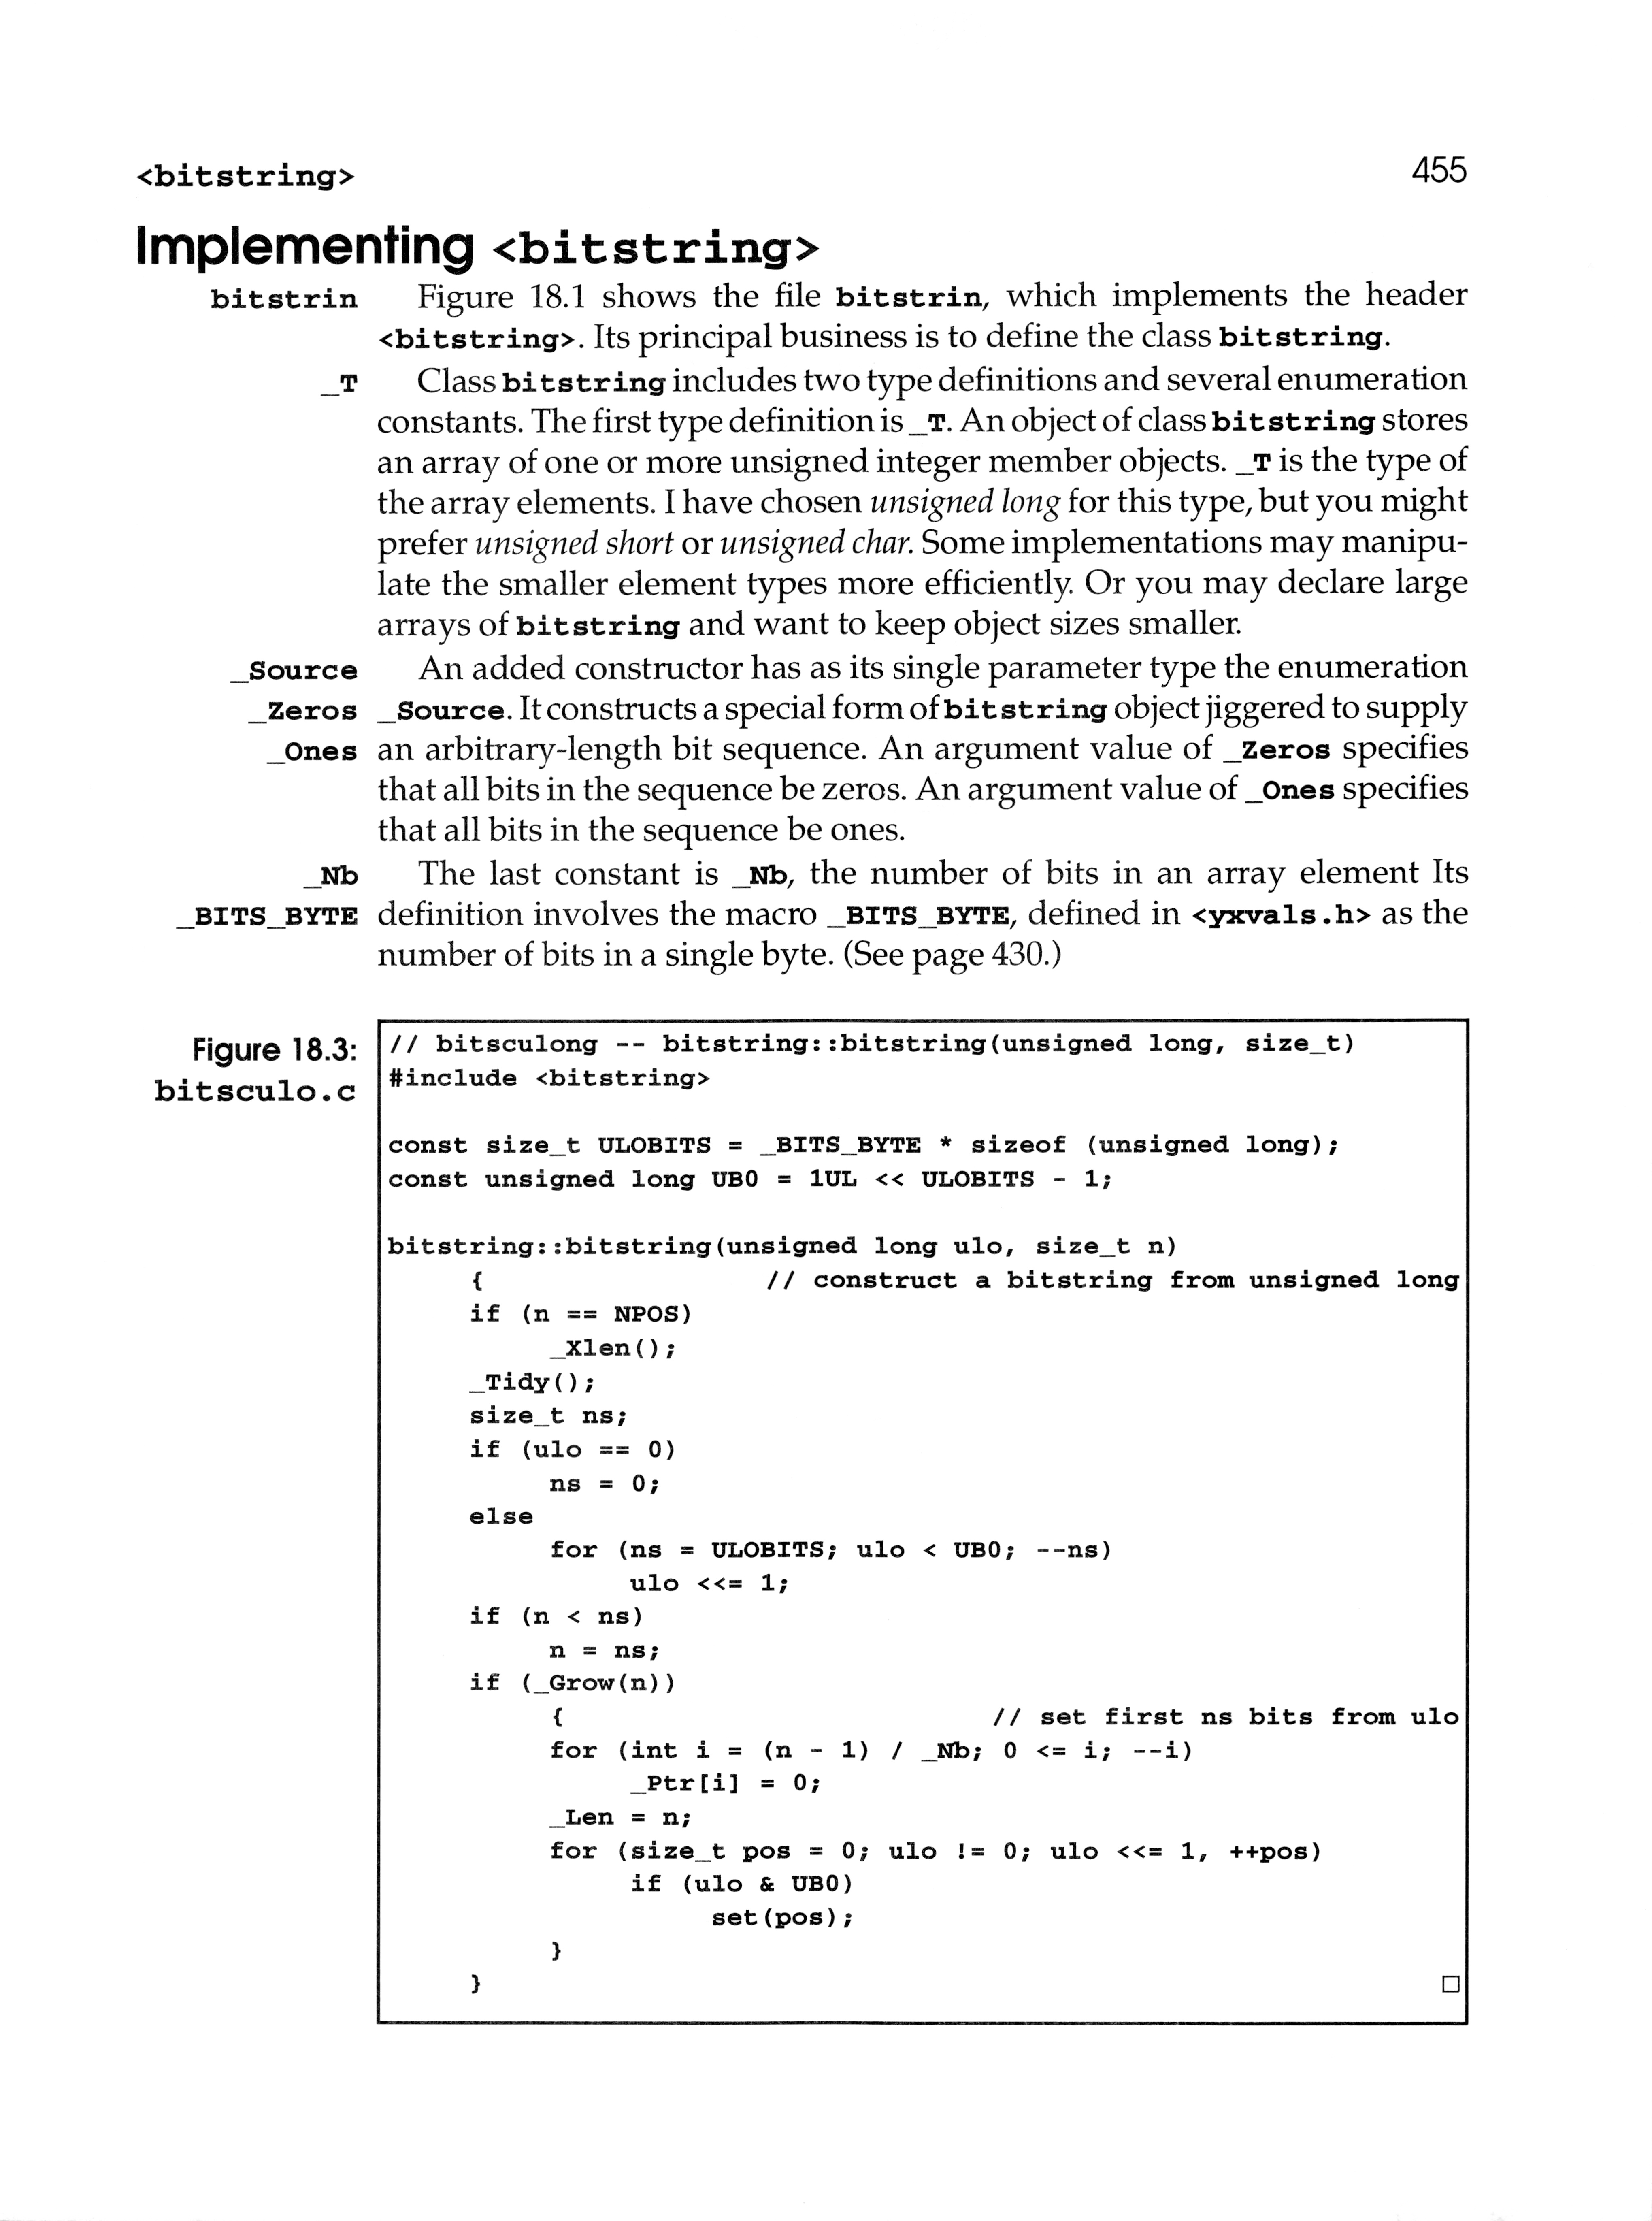 <bitstring> 455
Implementing <bitstring>
bitstrin Figure 18.1 shows the file bitstrin, which implements the header
<bitstring>. Its principal business is to define the class bitstring.
_T Class bitstring includes two type definitions and several enumeration
constants. The first type definition is _T. An object of class bitstring stores
an array of one or more unsigned integer member objects. _T is the type of
the array elements. I have chosen unsigned long for this type, but you might
prefer unsigned short or unsigned char. Some implementations may manipu-
late the smaller element types more efficiently. Or you may declare large
arrays of bitstring and want to keep object sizes smaller.
_Source An added constructor has as its single parameter type the enumeration
_Zeros _Source. It constructs a special form of bitstring object jiggered to supply
_Ones an arbitrary-length bit sequence. An argument value of _Zeros specifies
that all bits in the sequence be zeros. An argument value of _Ones specifies
that all bits in the sequence be ones.
_Nb The last constant is _Nb, the number of bits in an array element Its
_BITS_BYTE definition involves the macro _BITS_BYTE, defined in <yxvals.h> as the
number of bits in a single byte. (See page 430.)
Figure 18.3:
bitsculo.c
// bitsculong -- bitstring::bitstring(unsigned long, size_t)
#include <bitstring>
const size_t ULOBITS = _BITS_BYTE * sizeof (unsigned long);
const unsigned long UB0 = 1UL << ULOBITS - 1;
bitstring::bitstring(unsigned long ulo, size_t n)
{ // construct a bitstring from unsigned long
if (n == NPOS)
_Xlen();
_Tidy();
size_t ns;
if (ulo == 0)
ns = 0;
else
for (ns = ULOBITS; ulo < UB0; --ns)
ulo <<= 1;
if (n < ns)
n = ns;
if (_Grow(n))
{ // set first ns bits from ulo
for (int i = (n - 1) / _Nb; 0 <= i; --i)
_Ptr[i] = 0;
_Len = n;
for (size_t pos = 0; ulo != 0; ulo <<= 1, ++pos)
if (ulo & UB0)
set(pos);
}
} □